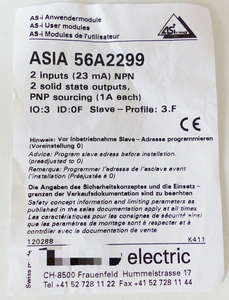 AS-i Anwendermodule
AS-i User modules
AS-i Modules de l'utilisateur
ASIA 56A2299
2 inputs (23 mA) NPN
2 solid state outputs,
PNP sourcing (1A each)
IO:3 ID:0F Slave-Profile: 3.F
CE
Hinweis: Vor Inbetriebnahme Slave-Adresse programmieren
(Voreinstellung 0)
Advice: Program slave adress before installation.
(preadjusted to 0)
Remarque: Programmer l'adresse de l'esclave avant
l'installation (Préajustée à 0)
Die Angaben des Sicherheitskonzeptes und die Einsatz-
grenzen der Verkaufsdokumentation sind zu beachten
Safety concept information and limiting parameters as
published in the sales documentation apply at all times
Les caractéristiques pour les consignes de sécurité ainsi
que les paramètres de montage sont à respecter et à
contrôler avec la documentation de vente
120288 K411
electric
CH-8500 Frauenfeld Hummelstrasse 17
Tel +41 52 728 11 22 Fax +41 52 728 11 44
Swiss